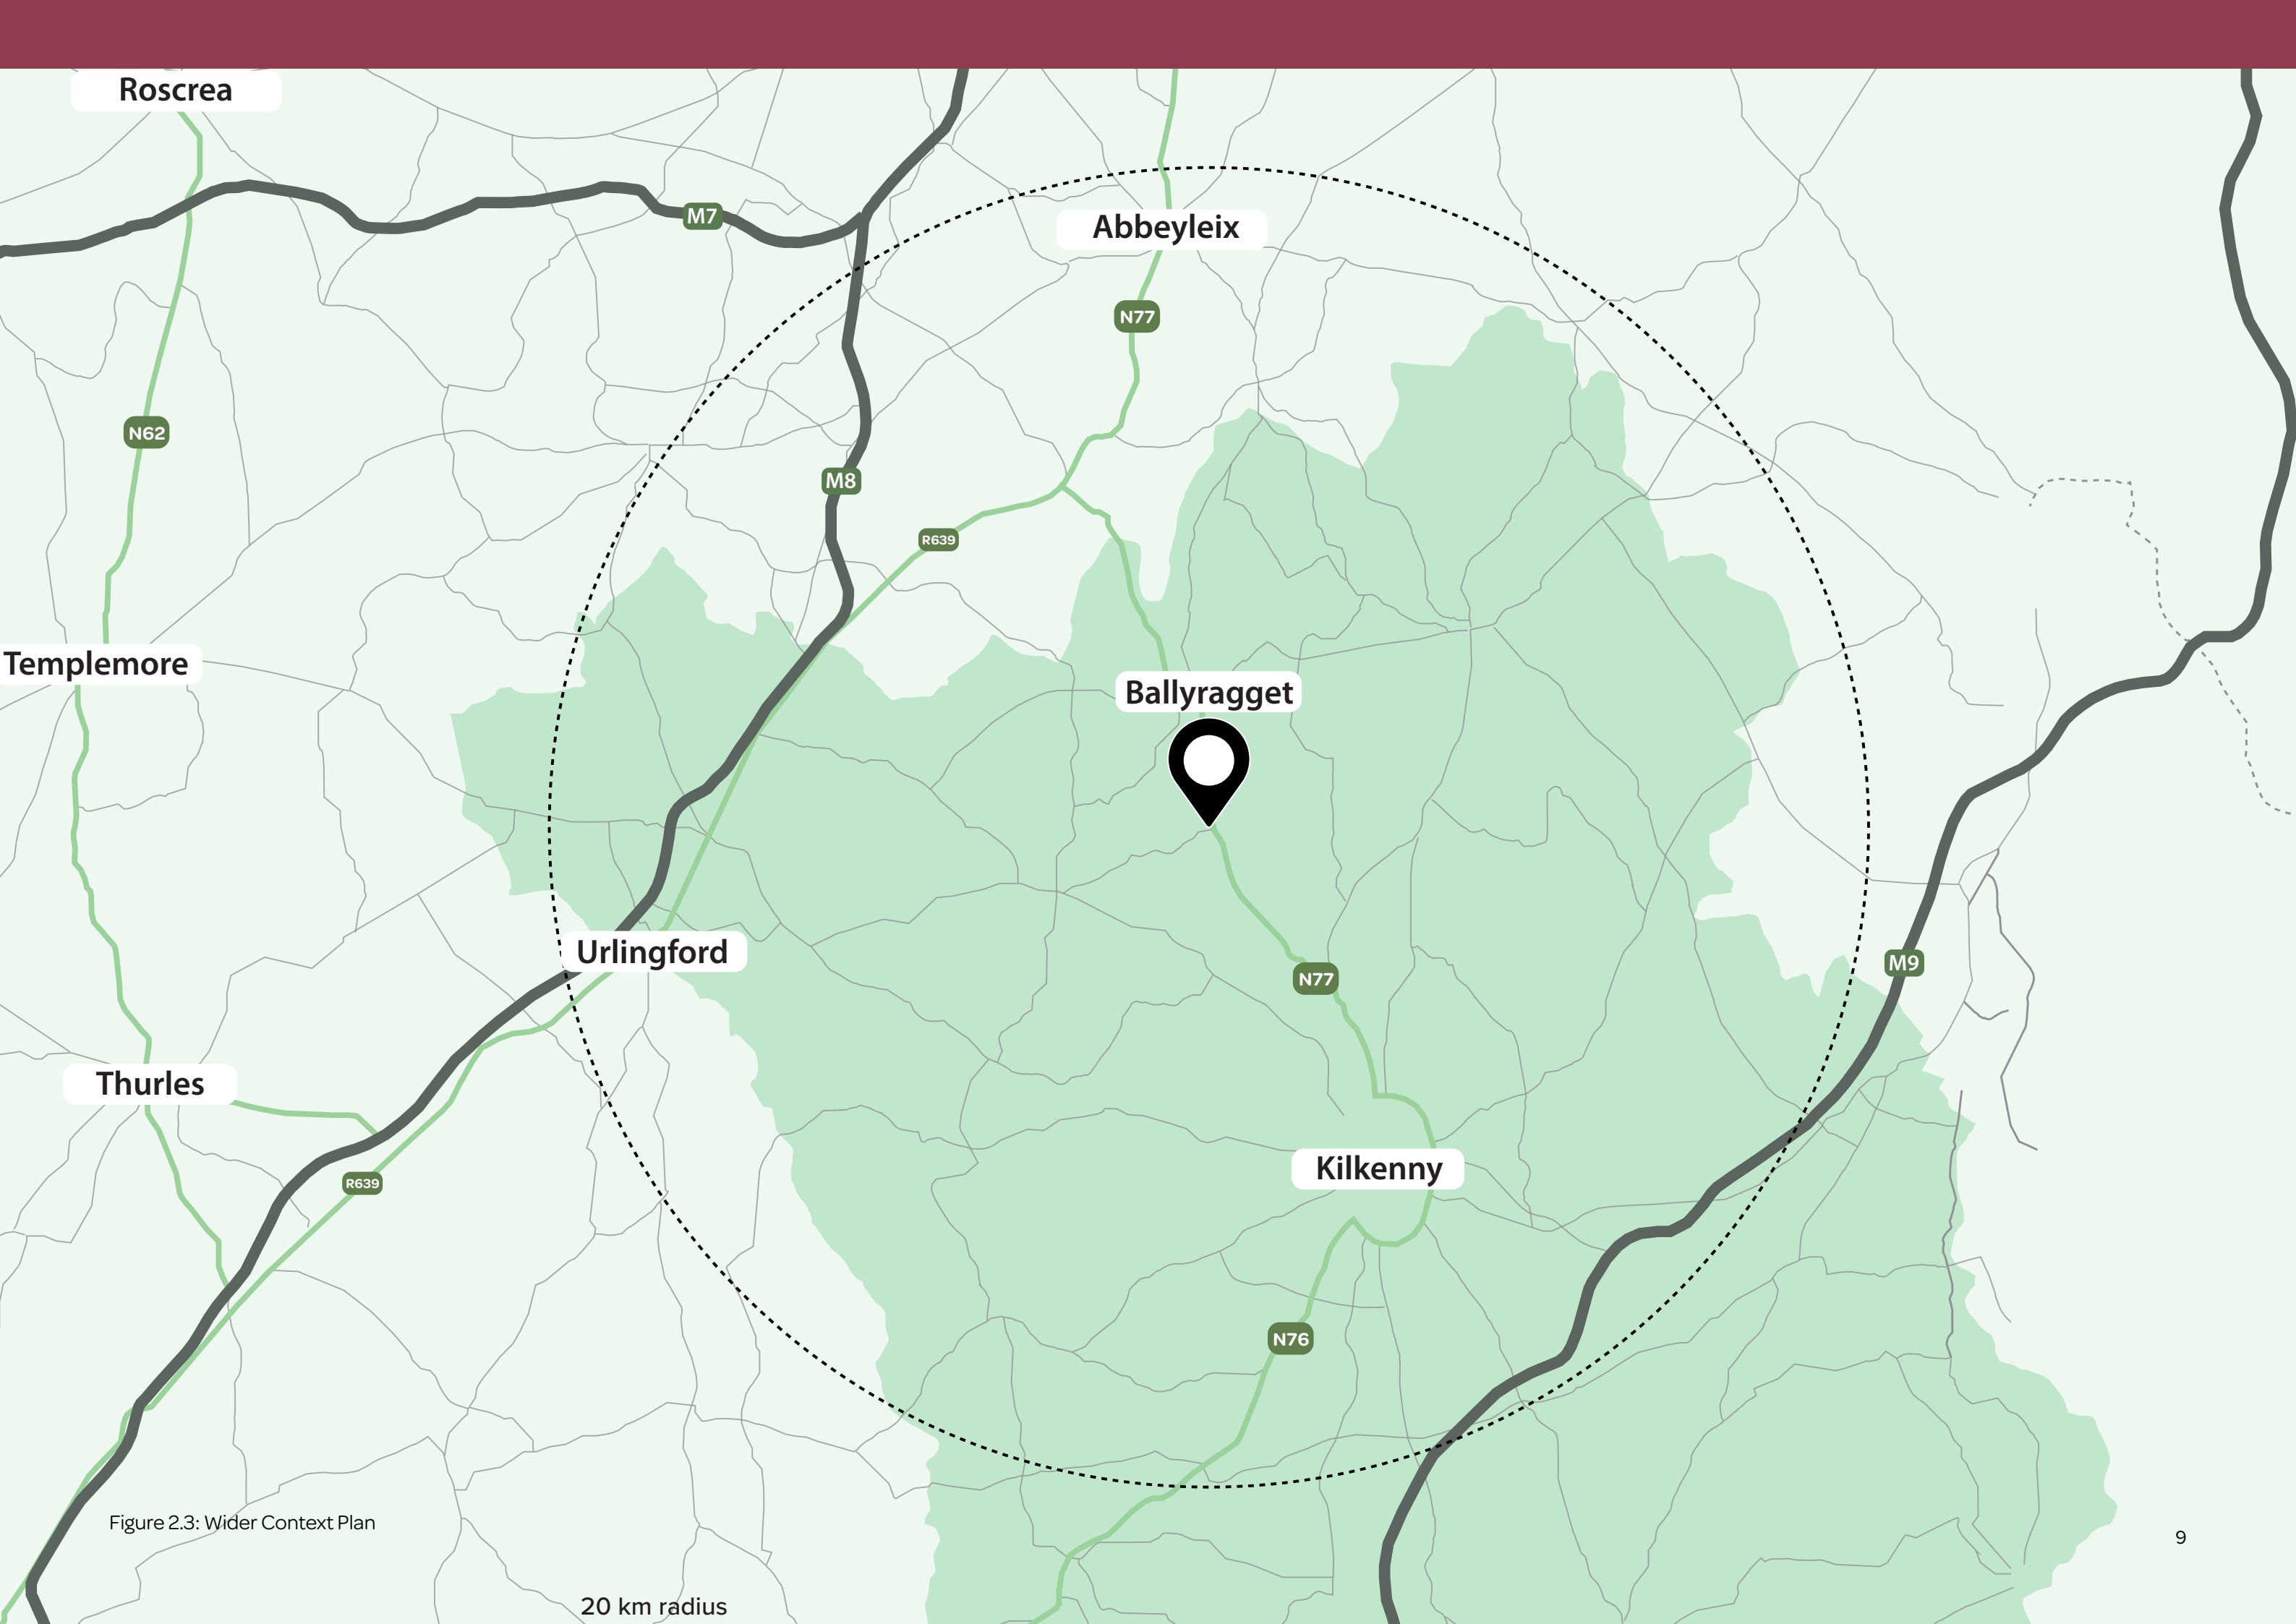 Roscrea
M7
Abbeyleix
N77
N62
M8
R639
Templemore
Ballyragget
Urlingford
M9
N77
Thurles
Kilkenny
R639
N76
Figure 2.3: Wider Context Plan
9
20 km radius